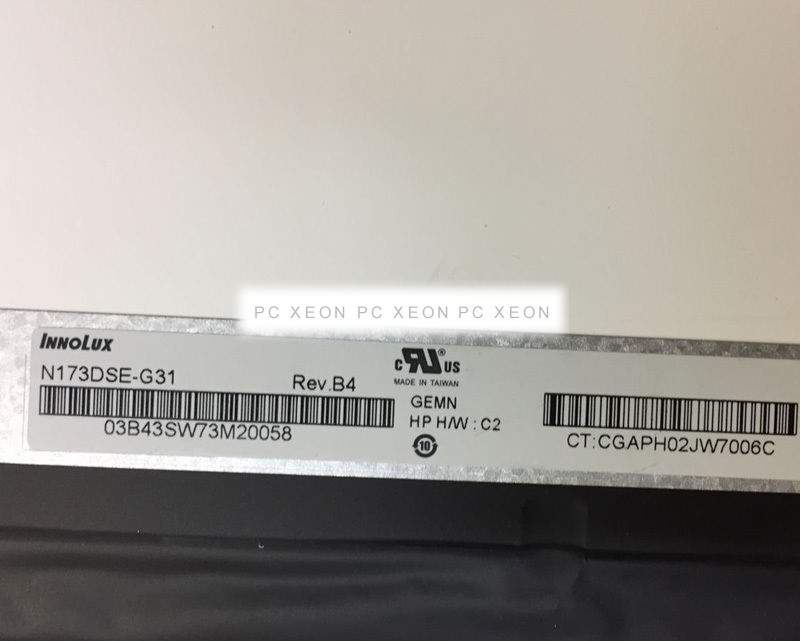 PC XEON PC XEON PC XEON
INNOLUX
N173DSE-G31
Rev.B4
03B43SW73M20058
c RU ® US
MADE IN TAIWAN
GEMN
HP H/W : C2
10
CT:CGAPH02JW7006C